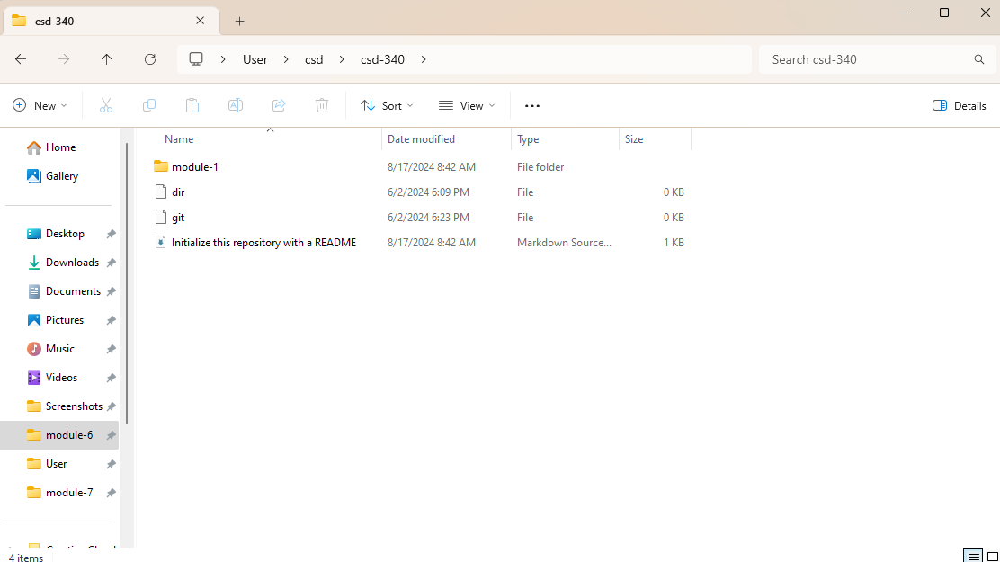 csd-340
User
csd
csd-340
Search csd-340
New
Sort
View
Details
Name
Date modified
Type
Size
Home
Gallery
Desktop
Downloads
Documents
Pictures
Music
Videos
Screenshots
module-6
User
module-7
module-1 8/17/2024 8:42 AM File folder
dir 6/2/2024 6:09 PM File 0 KB
git 6/2/2024 6:23 PM File 0 KB
Initialize this repository with a README 8/17/2024 8:42 AM Markdown Source... 1 KB
4 items